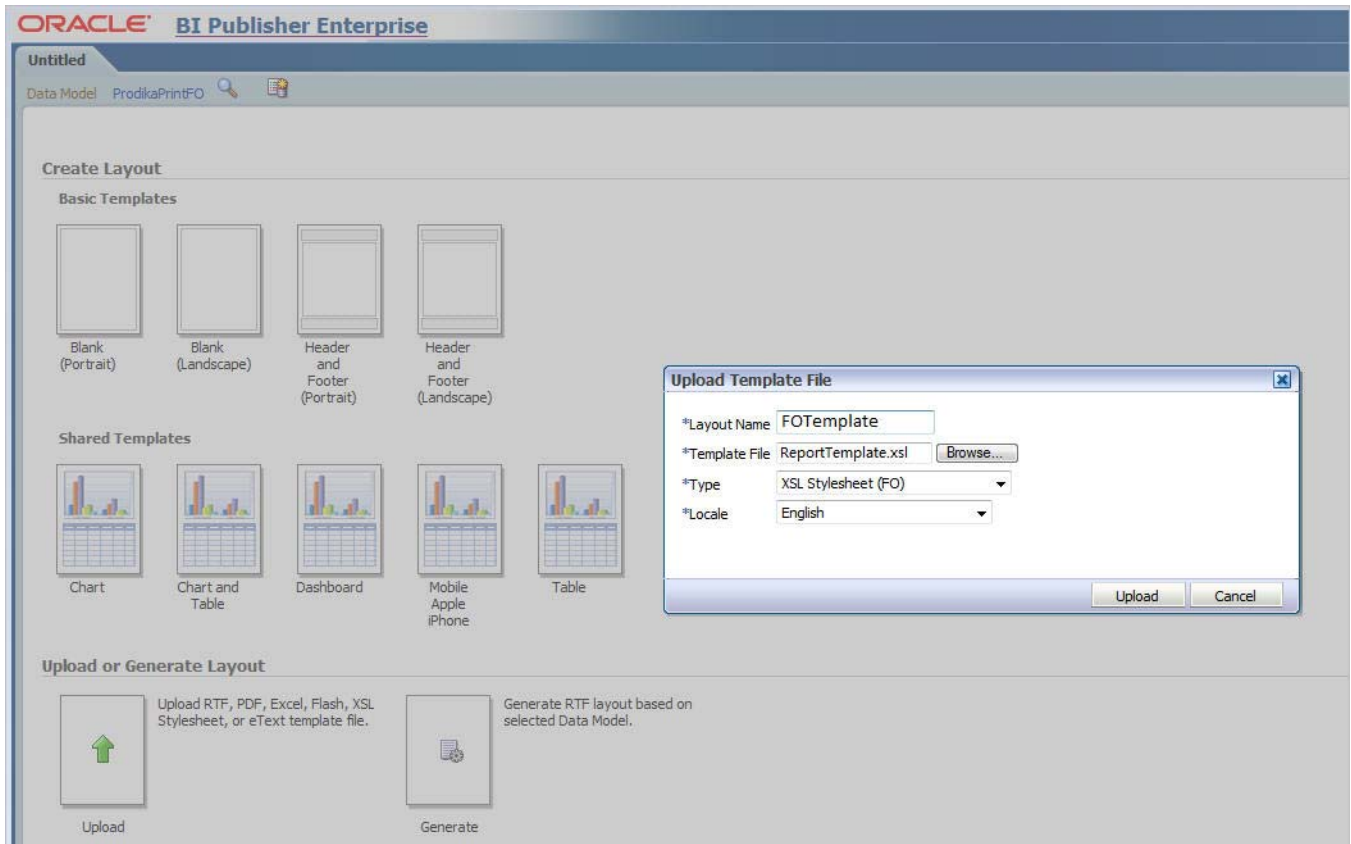 ORACLE® BI Publisher Enterprise
Untitled
Data Model ProdikaPrintFO
Create Layout
Basic Templates
Blank
(Portrait)
Blank
(Landscape)
Header
and
Footer
(Portrait)
Header
and
Footer
(Landscape)
Shared Templates
Chart
Chart and
Table
Dashboard
Mobile
Apple
iPhone
Table
Upload or Generate Layout
Upload RTF, PDF, Excel, Flash, XSL
Stylesheet, or eText template file.
Upload
Generate RTF layout based on
selected Data Model.
Generate
Upload Template File
*Layout Name FOTemplate
*Template File ReportTemplate.xsl Browse...
*Type XSL Stylesheet (FO)
*Locale English
Upload Cancel